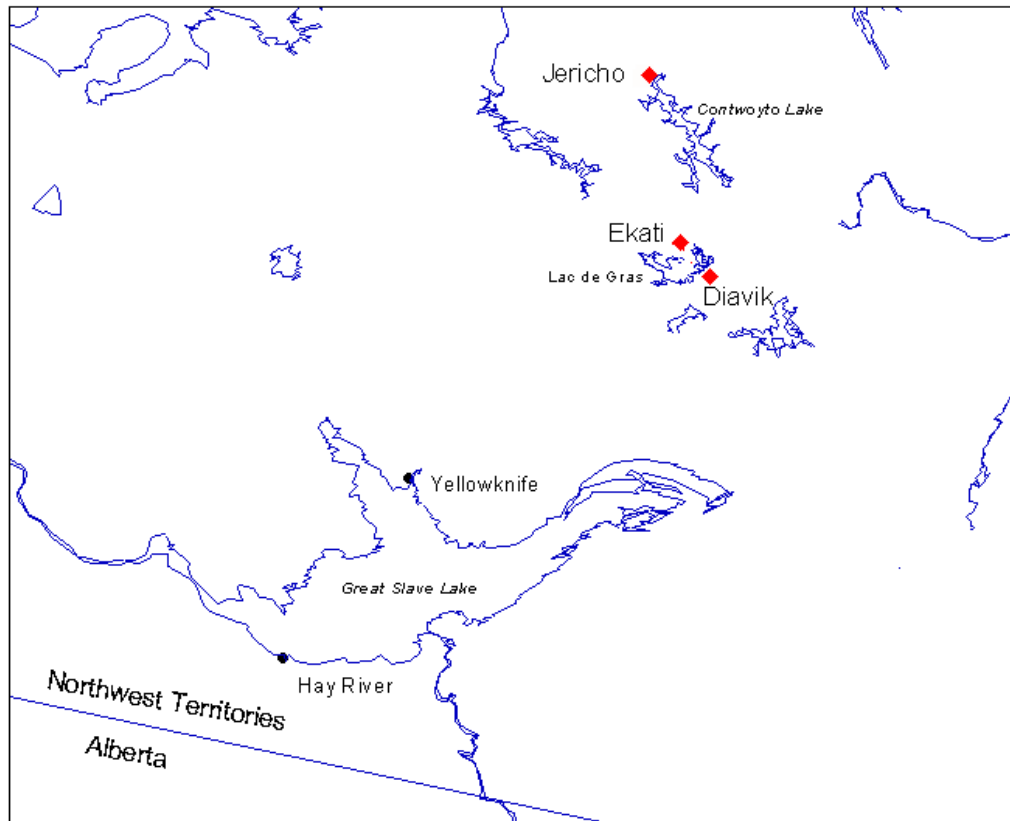 Jericho
Contwoyto Lake
Ekati
Lac de Gras
Diavik
Yellowknife
Great Slave Lake
Hay River
Northwest Territories
Alberta